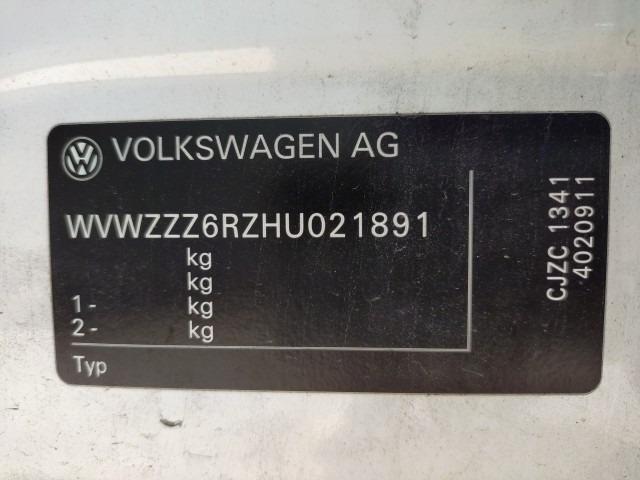 VOLKSWAGEN AG
WVWZZZ6RZHU021891
kg
kg
1- kg
2- kg
Typ
CJZC 1341
4020911